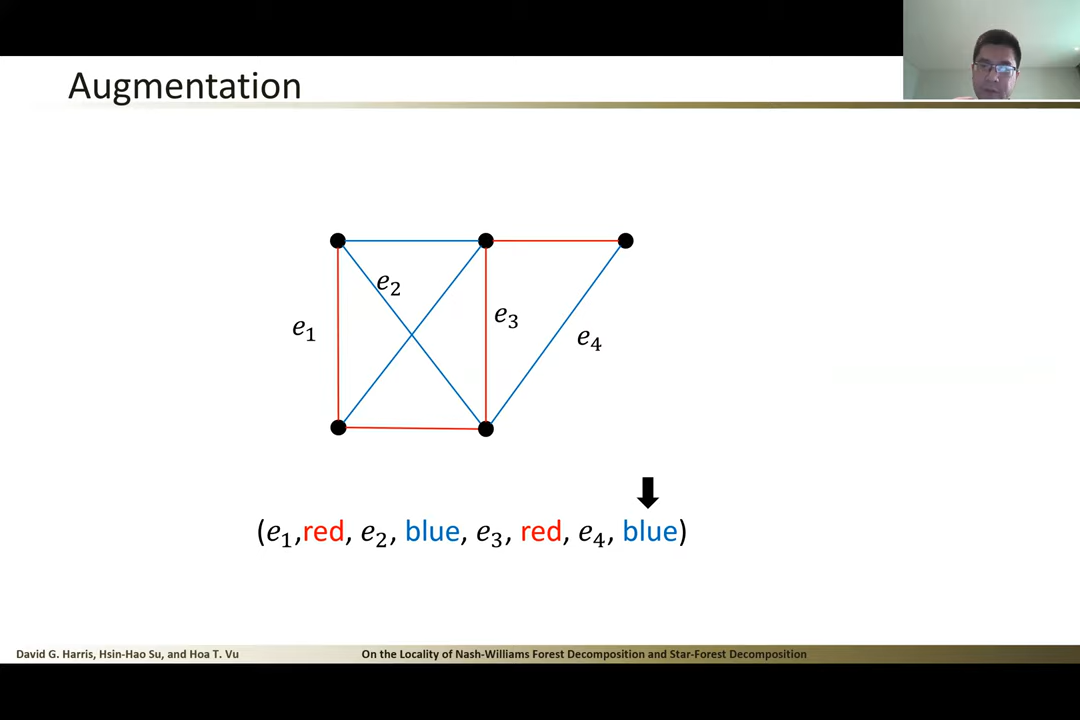 Augmentation
e₂
e₃
e₁
e₄
(e₁,red, e₂, blue, e₃, red, e₄, blue)
David G. Harris, Hsin-Hao Su, and Hoa T. Vu
On the Locality of Nash-Williams Forest Decomposition and Star-Forest Decomposition